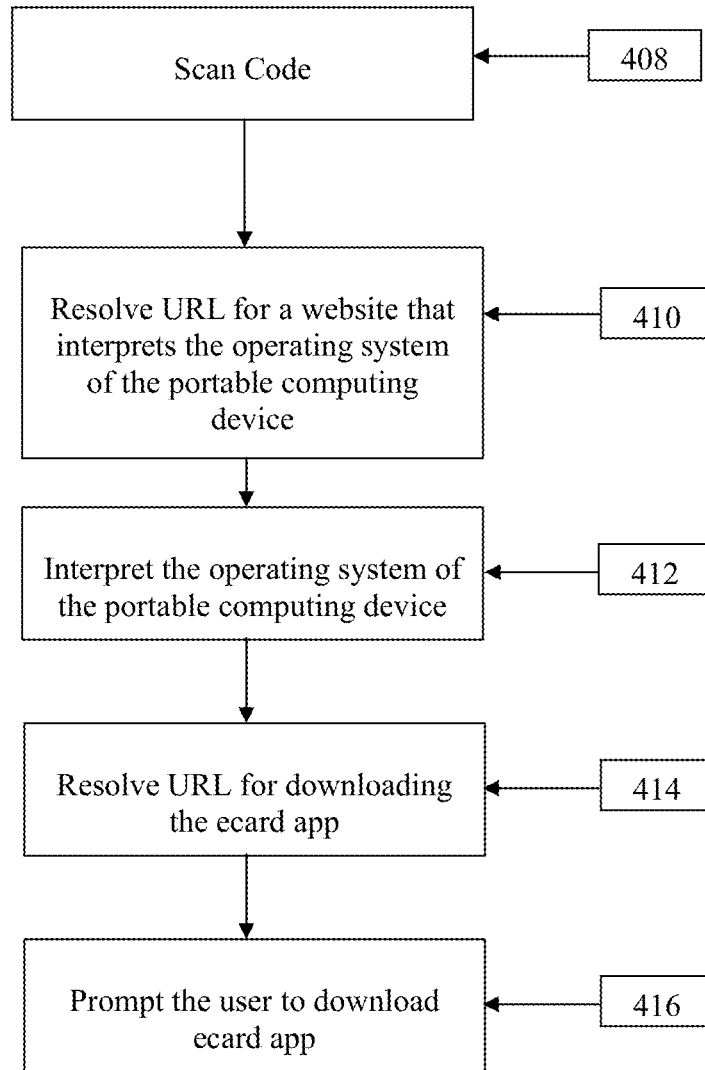 Scan Code
408
Resolve URL for a website that
interprets the operating system
of the portable computing
device
410
Interpret the operating system of
the portable computing device
412
Resolve URL for downloading
the ecard app
414
Prompt the user to download
ecard app
416